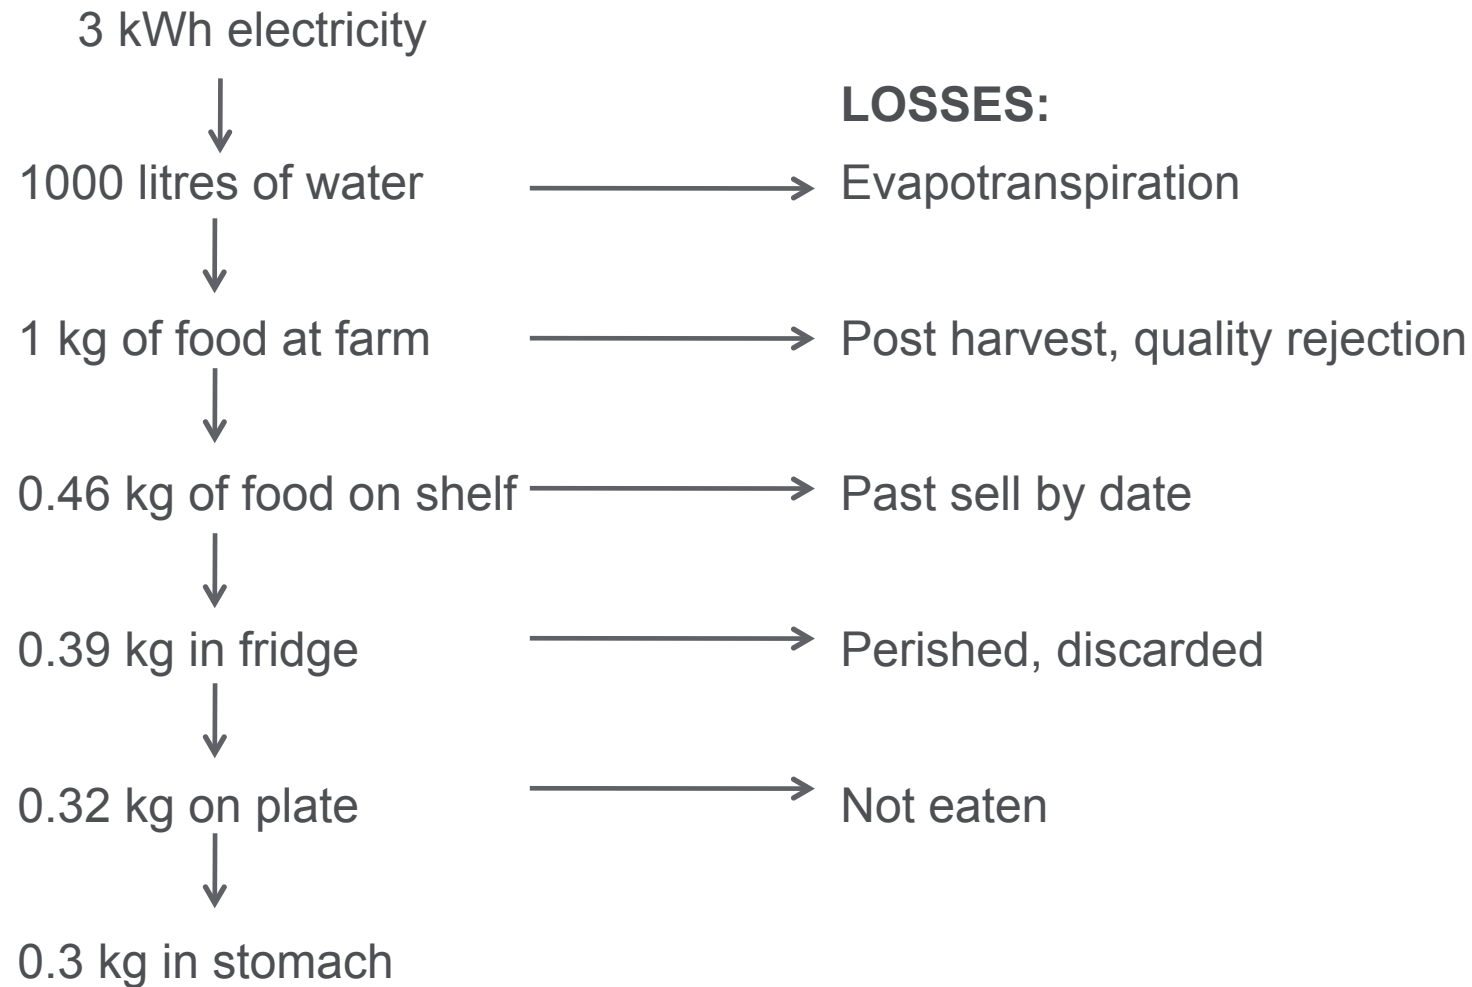 3 kWh electricity
LOSSES:
1000 litres of water
Evapotranspiration
1 kg of food at farm
Post harvest, quality rejection
0.46 kg of food on shelf
Past sell by date
0.39 kg in fridge
Perished, discarded
0.32 kg on plate
Not eaten
0.3 kg in stomach